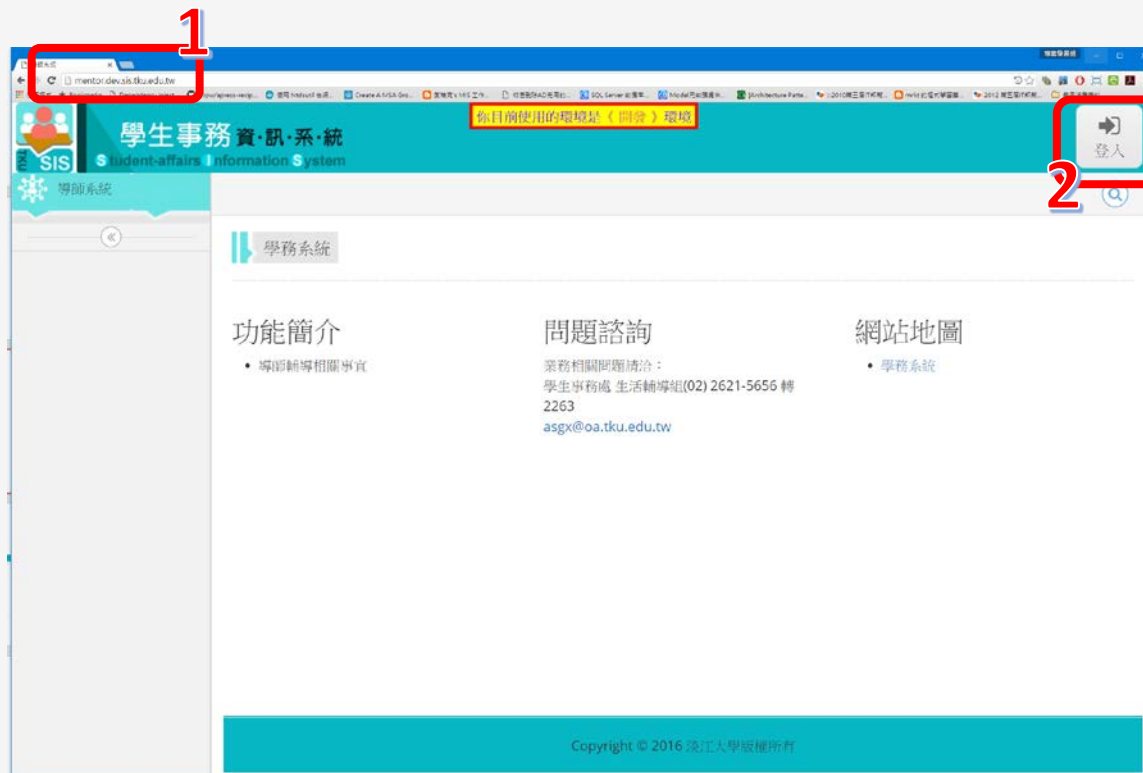 1
mentor.dev.sis.tku.edu.tw
你目前使用的環境是《 開發 》環境
TKU SIS
學生事務 資·訊·系·統
Student-affairs Information System
登入
2
導師系統
學務系統
功能簡介
• 導師輔導相關事宜
問題諮詢
業務相關問題請洽：
學生事務處 生活輔導組(02) 2621-5656 轉
2263
asgx@oa.tku.edu.tw
網站地圖
• 學務系統
Copyright © 2016 淡江大學版權所有